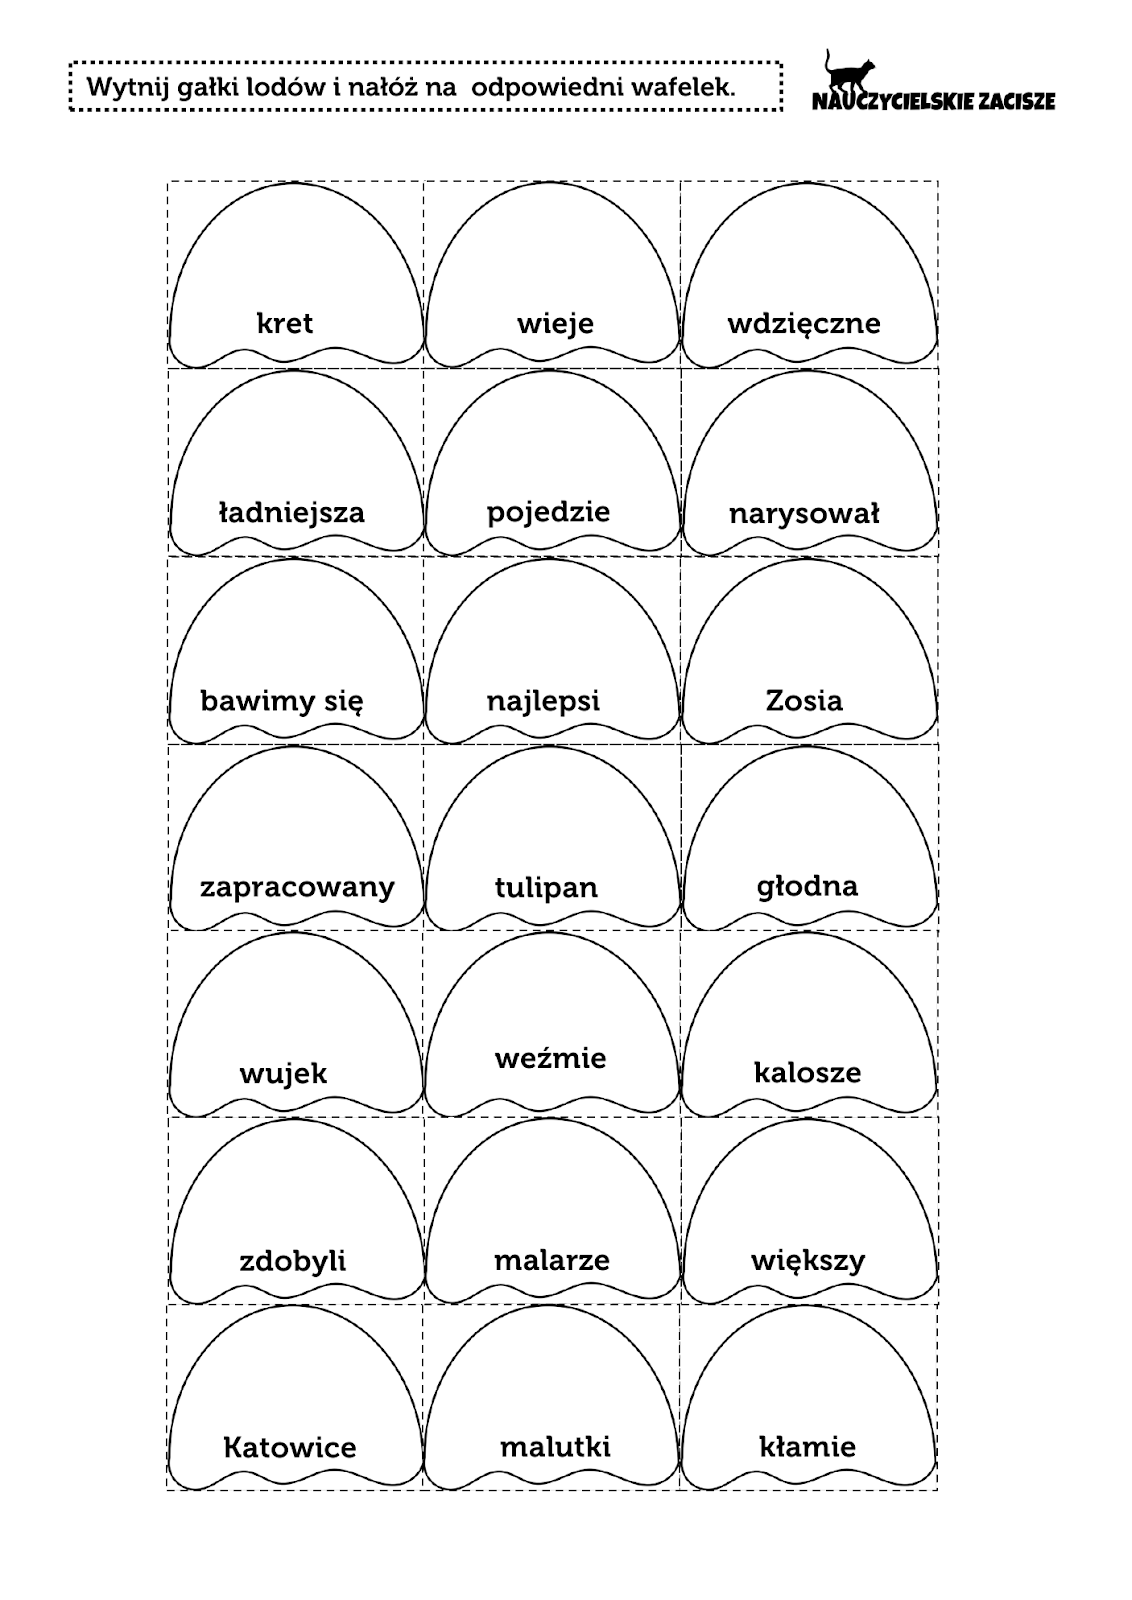 Wytnij gałki lodów i nałóż na  odpowiedni wafelek.
NAUCZYCIELSKIE ZACISZE
kret
wieje
wdzięczne
ładniejsza
pojedzie
narysował
bawimy się
najlepsi
Zosia
zapracowany
tulipan
głodna
wujek
weźmie
kalosze
zdobyli
malarze
większy
Katowice
malutki
kłamie